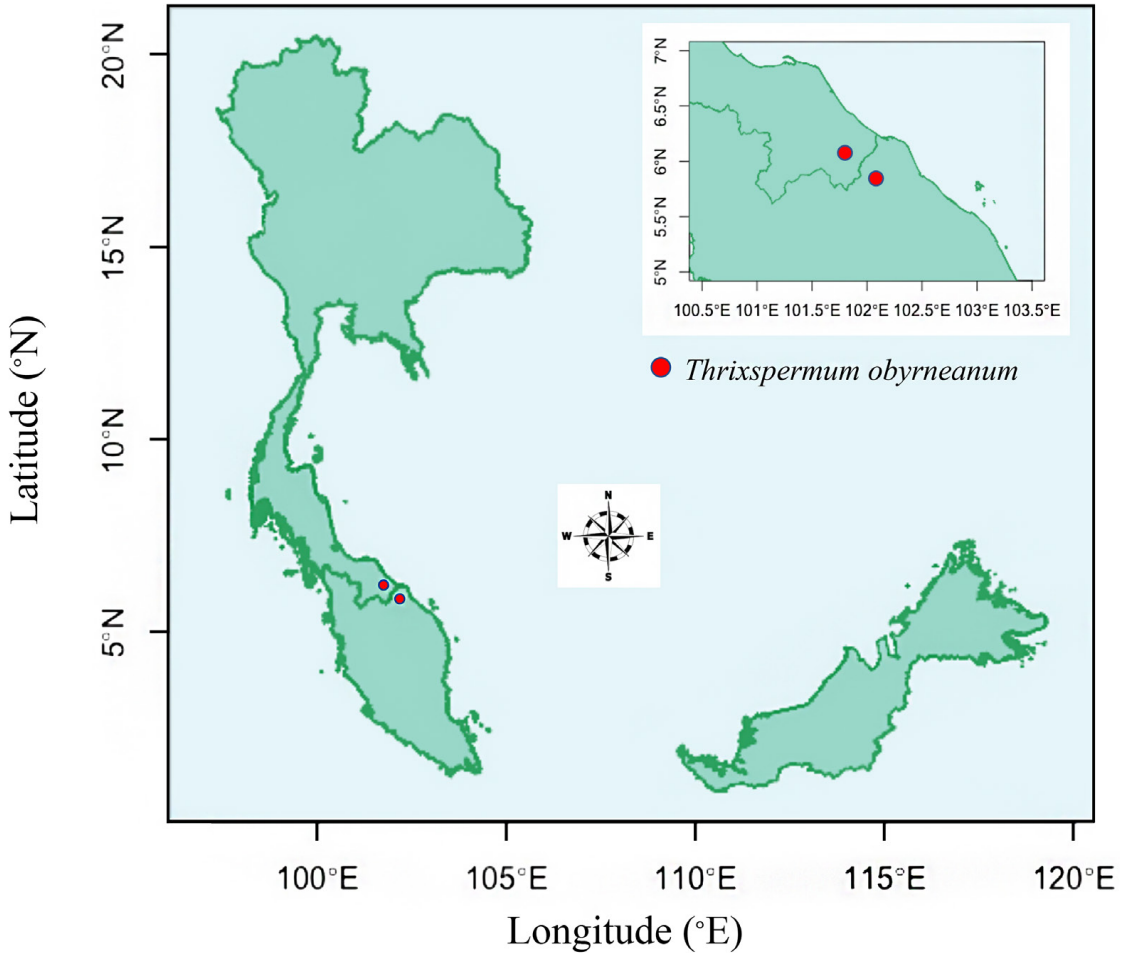 20°N
15°N
10°N
5°N
Latitude (°N)
7°N
6.5°N
6°N
5.5°N
5°N
100.5°E 101°E 101.5°E 102°E 102.5°E 103°E 103.5°E
Thrixspermum obyrneanum
N
W E
S
100°E 105°E 110°E 115°E 120°E
Longitude (°E)